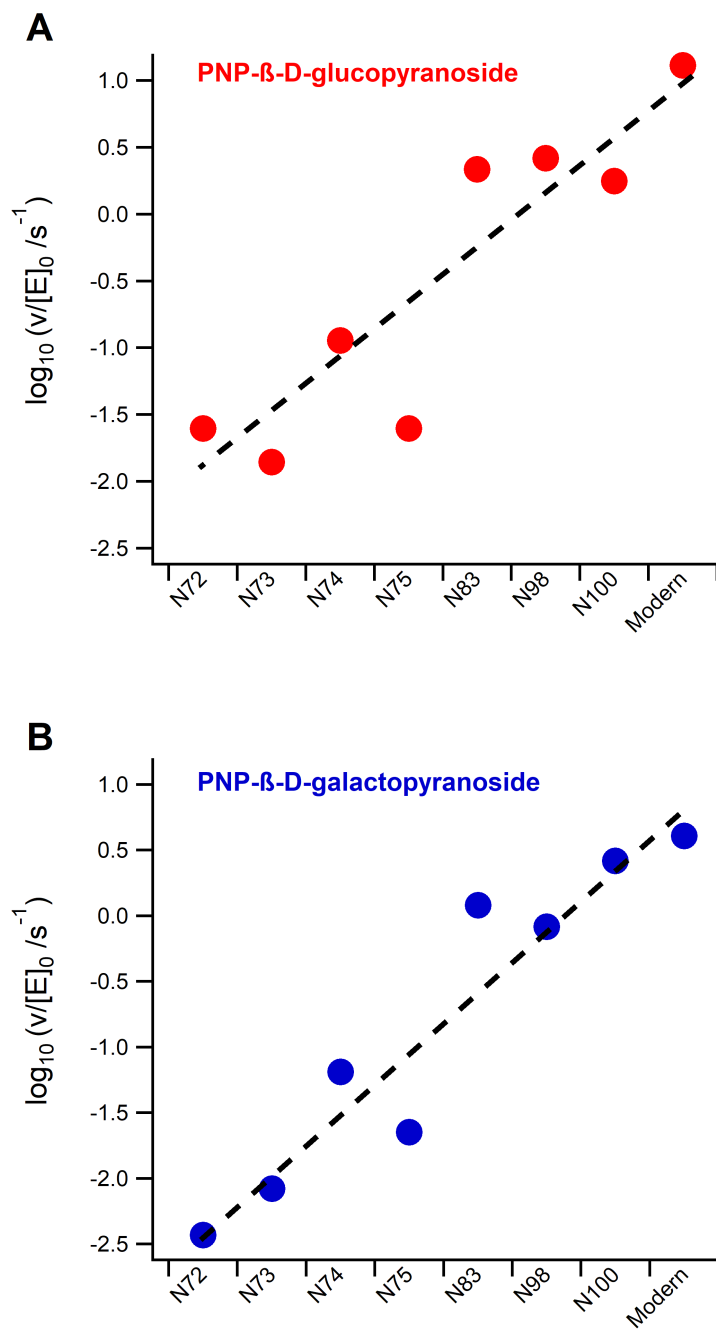 A
PNP-ß-D-glucopyranoside
log₁₀ (v/[E]₀ /s⁻¹)
1.0
0.5
0.0
-0.5
-1.0
-1.5
-2.0
-2.5
N72 N73 N74 N75 N83 N98 N100 Modern
B
PNP-ß-D-galactopyranoside
log₁₀ (v/[E]₀ /s⁻¹)
1.0
0.5
0.0
-0.5
-1.0
-1.5
-2.0
-2.5
N72 N73 N74 N75 N83 N98 N100 Modern